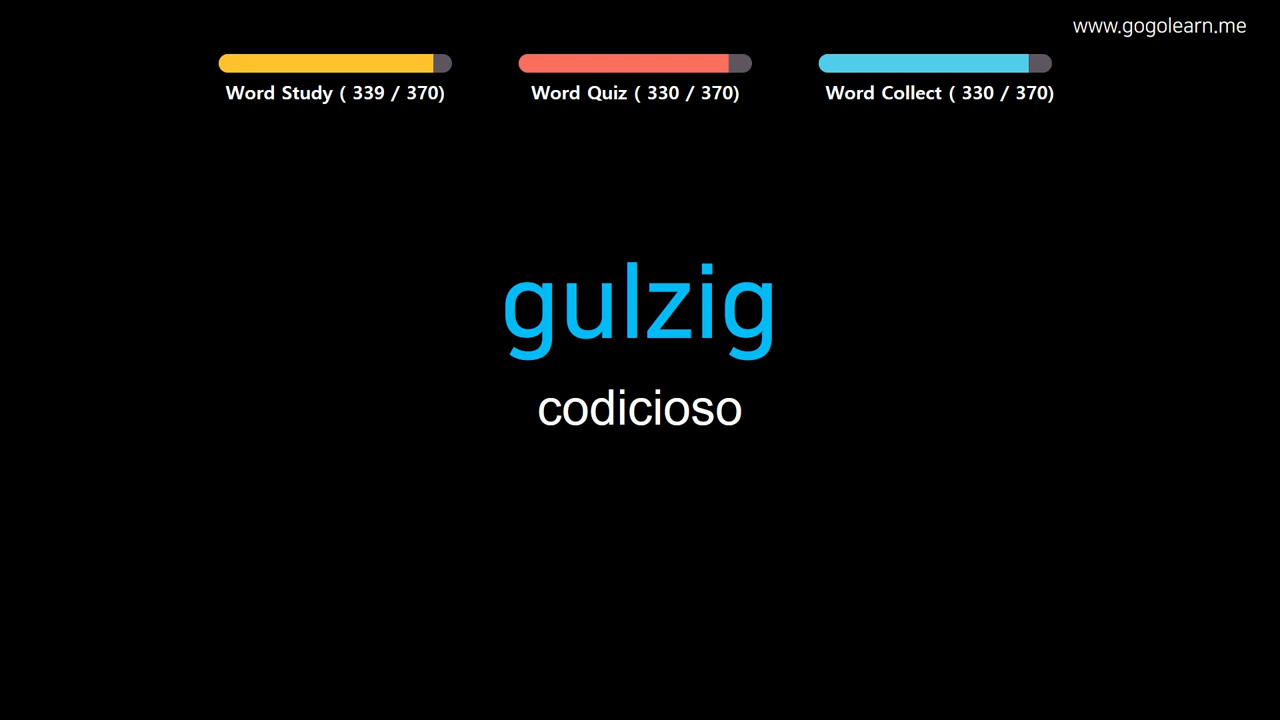 www.gogolearn.me
Word Study ( 339 / 370)
Word Quiz ( 330 / 370)
Word Collect ( 330 / 370)
gulzig
codicioso